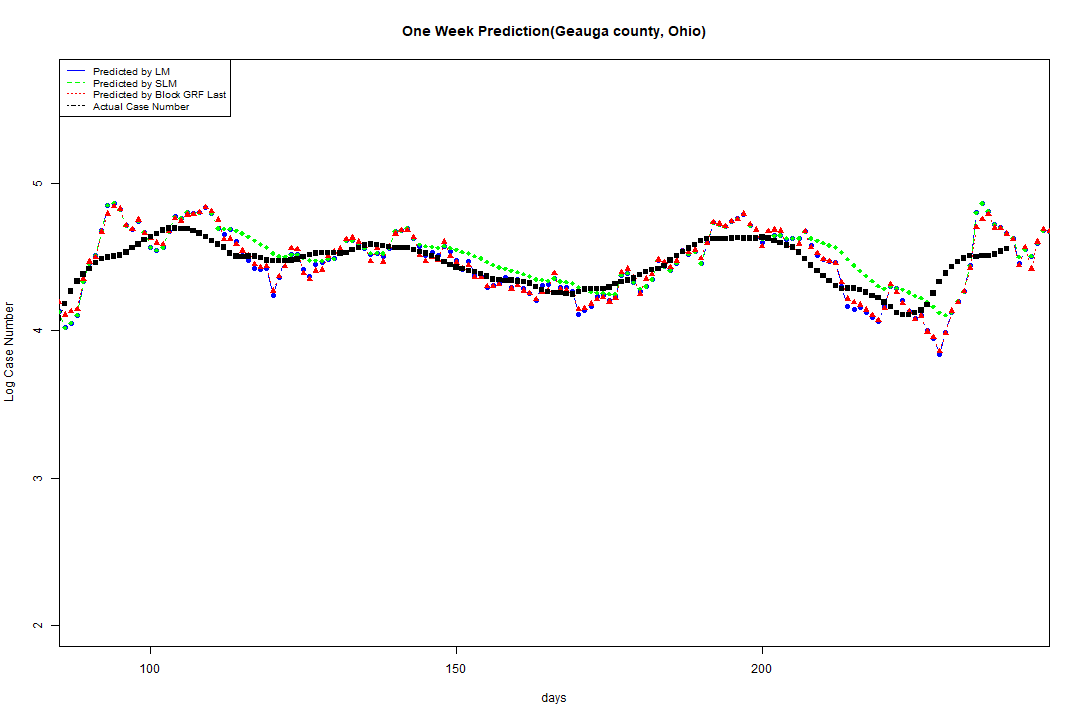 One Week Prediction(Geauga county, Ohio)
Predicted by LM
Predicted by SLM
Predicted by Block GRF Last
Actual Case Number
5
4
3
2
Log Case Number
100 150 200
days